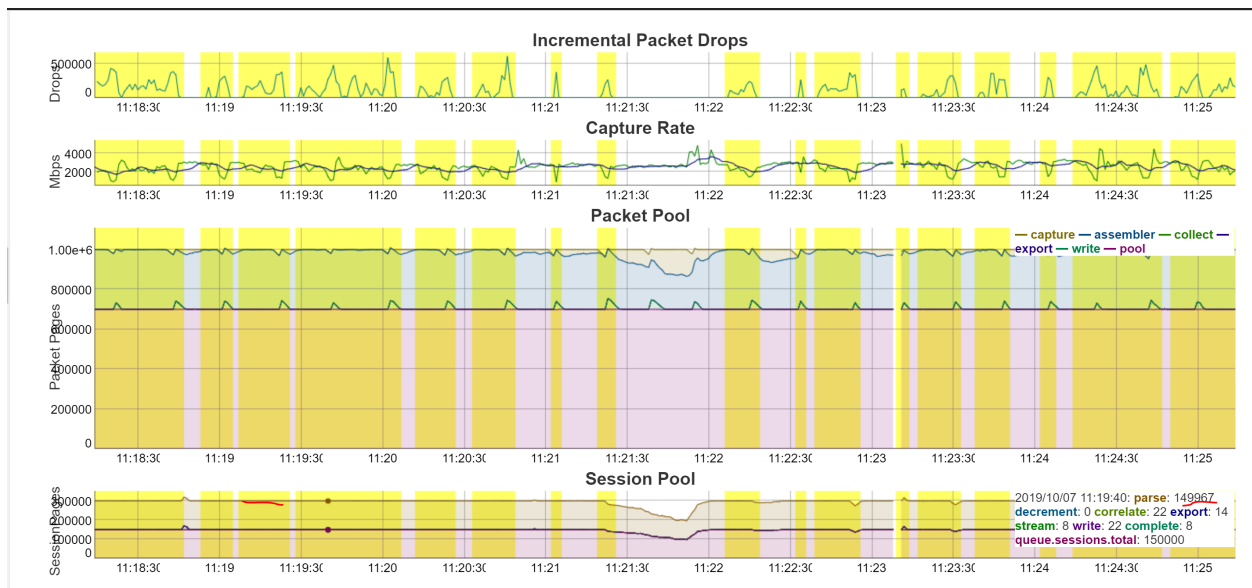 Incremental Packet Drops
Drops
500000
0
11:18:30 11:19 11:19:30 11:20 11:20:30 11:21 11:21:30 11:22 11:22:30 11:23 11:23:30 11:24 11:24:30 11:25
Capture Rate
Mbps
4000
2000
11:18:30 11:19 11:19:30 11:20 11:20:30 11:21 11:21:30 11:22 11:22:30 11:23 11:23:30 11:24 11:24:30 11:25
Packet Pool
Packet Pages
1.00e+6
800000
600000
400000
200000
0
— capture — assembler — collect —
export — write — pool
11:18:30 11:19 11:19:30 11:20 11:20:30 11:21 11:21:30 11:22 11:22:30 11:23 11:23:30 11:24 11:24:30 11:25
Session Pool
Session Pages
300000
200000
100000
0
2019/10/07 11:19:40: parse: 149967
decrement: 0 correlate: 22 export: 14
stream: 8 write: 22 complete: 8
queue.sessions.total: 150000
11:18:30 11:19 11:19:30 11:20 11:20:30 11:21 11:21:30 11:22 11:22:30 11:23 11:23:30 11:24 11:24:30 11:25